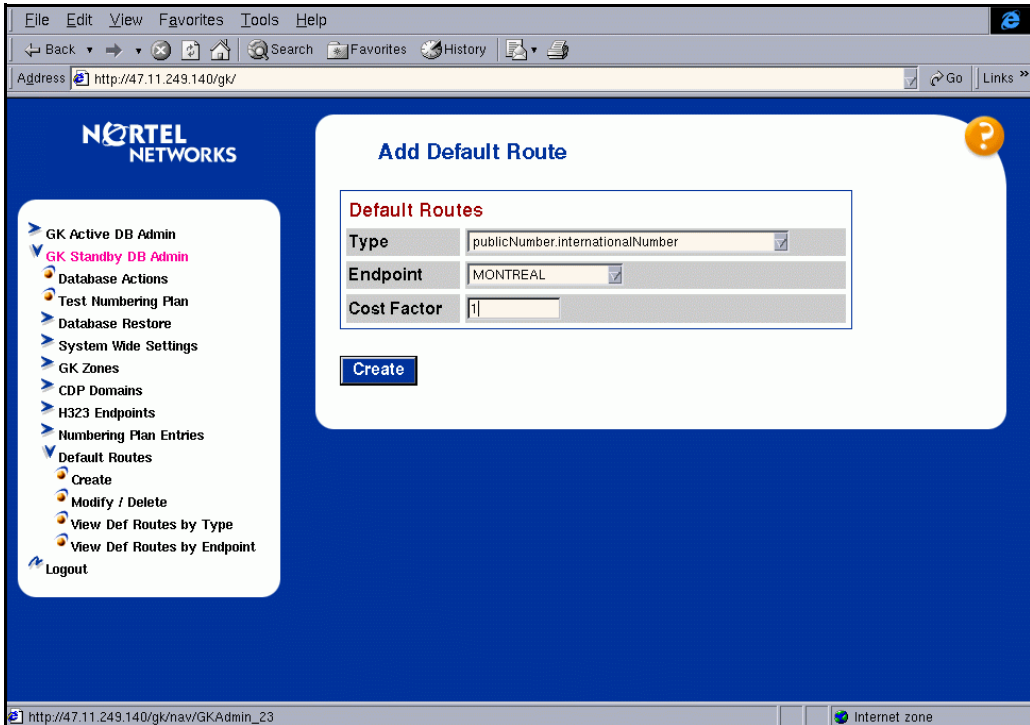 File Edit View Favorites Tools Help
Back Search Favorites History
Address http://47.11.249.140/gk/ Go Links »
NORTEL
NETWORKS
GK Active DB Admin
GK Standby DB Admin
Database Actions
Test Numbering Plan
Database Restore
System Wide Settings
GK Zones
CDP Domains
H323 Endpoints
Numbering Plan Entries
Default Routes
Create
Modify / Delete
View Def Routes by Type
View Def Routes by Endpoint
Logout
Add Default Route
?
Default Routes
Type publicNumber.internationalNumber
Endpoint MONTREAL
Cost Factor 1
Create
http://47.11.249.140/gk/nav/GKAdmin_23 Internet zone